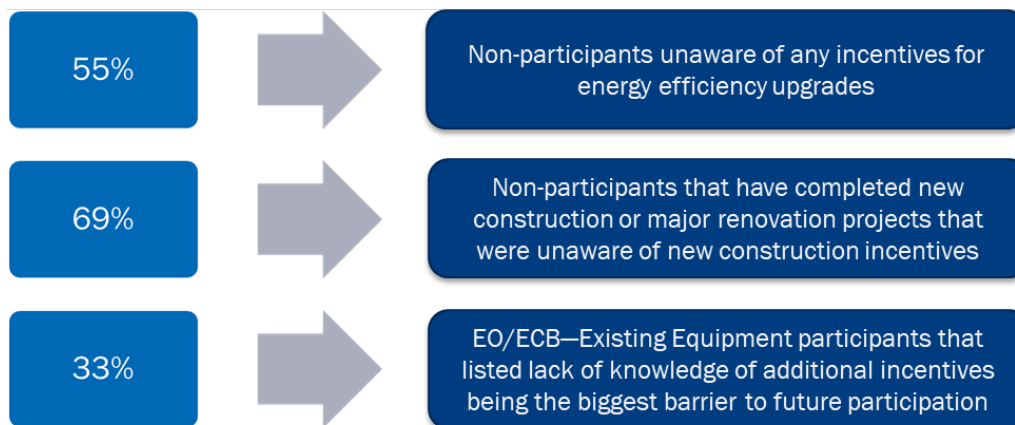 55%
Non-participants unaware of any incentives for
energy efficiency upgrades
69%
Non-participants that have completed new
construction or major renovation projects that
were unaware of new construction incentives
33%
EO/ECB—Existing Equipment participants that
listed lack of knowledge of additional incentives
being the biggest barrier to future participation